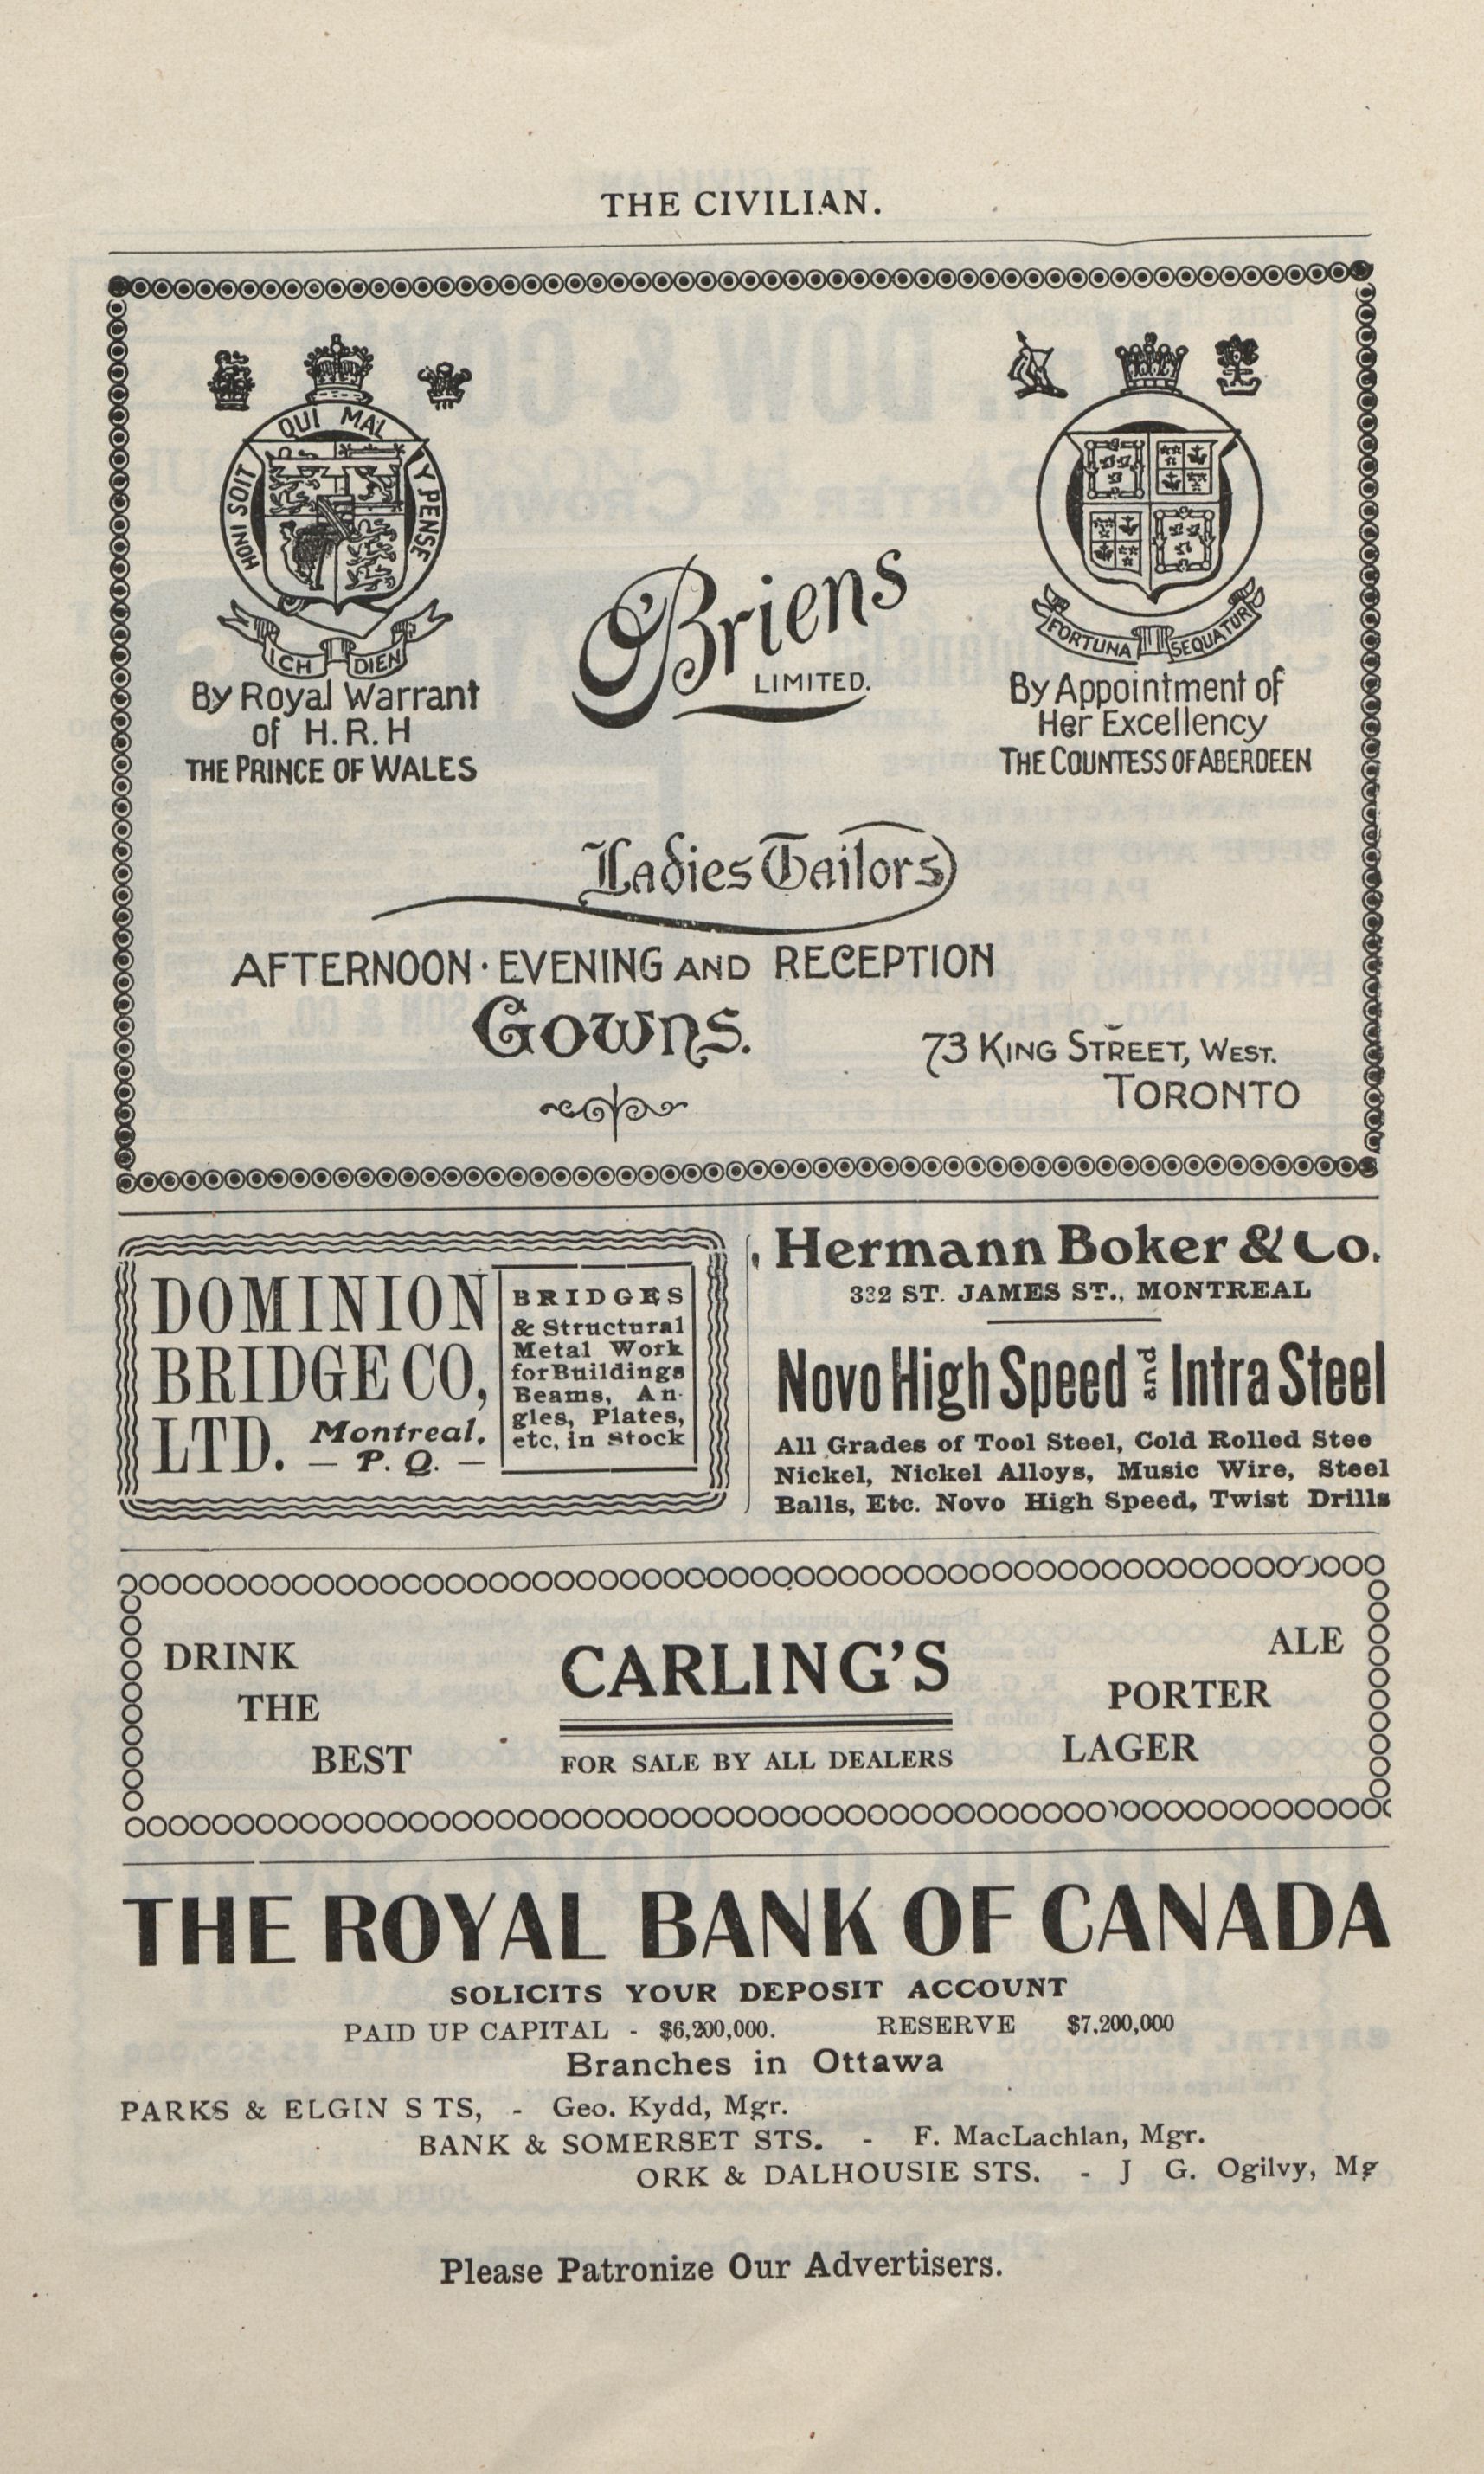 THE CIVILIAN.
HONI SOIT QUI MAL Y PENSE
ICH DIEN
By Royal Warrant
of H.R.H
THE PRINCE OF WALES
OBriens
LIMITED.
FORTUNA SEQUATUR
By Appointment of
Her Excellency
THE COUNTESS OF ABERDEEN
Ladies Tailors
AFTERNOON · EVENING AND RECEPTION
GOWNS.
73 KING STREET, WEST.
TORONTO
DOMINION
BRIDGE CO,
LTD. Montreal,
— P. Q. —
BRIDGES
& Structural
Metal Work
for Buildings
Beams, An-
gles, Plates,
etc, in Stock
Hermann Boker & Co.
332 ST. JAMES ST., MONTREAL
Novo High Speed and Intra Steel
All Grades of Tool Steel, Cold Rolled Stee
Nickel, Nickel Alloys, Music Wire, Steel
Balls, Etc. Novo High Speed, Twist Drills
DRINK
THE
BEST
CARLING'S
FOR SALE BY ALL DEALERS
ALE
PORTER
LAGER
THE ROYAL BANK OF CANADA
SOLICITS YOUR DEPOSIT ACCOUNT
PAID UP CAPITAL - $6,200,000. RESERVE $7,200,000
Branches in Ottawa
PARKS & ELGIN STS, - Geo. Kydd, Mgr.
BANK & SOMERSET STS. - F. MacLachlan, Mgr.
ORK & DALHOUSIE STS. - J G. Ogilvy, Mg
Please Patronize Our Advertisers.